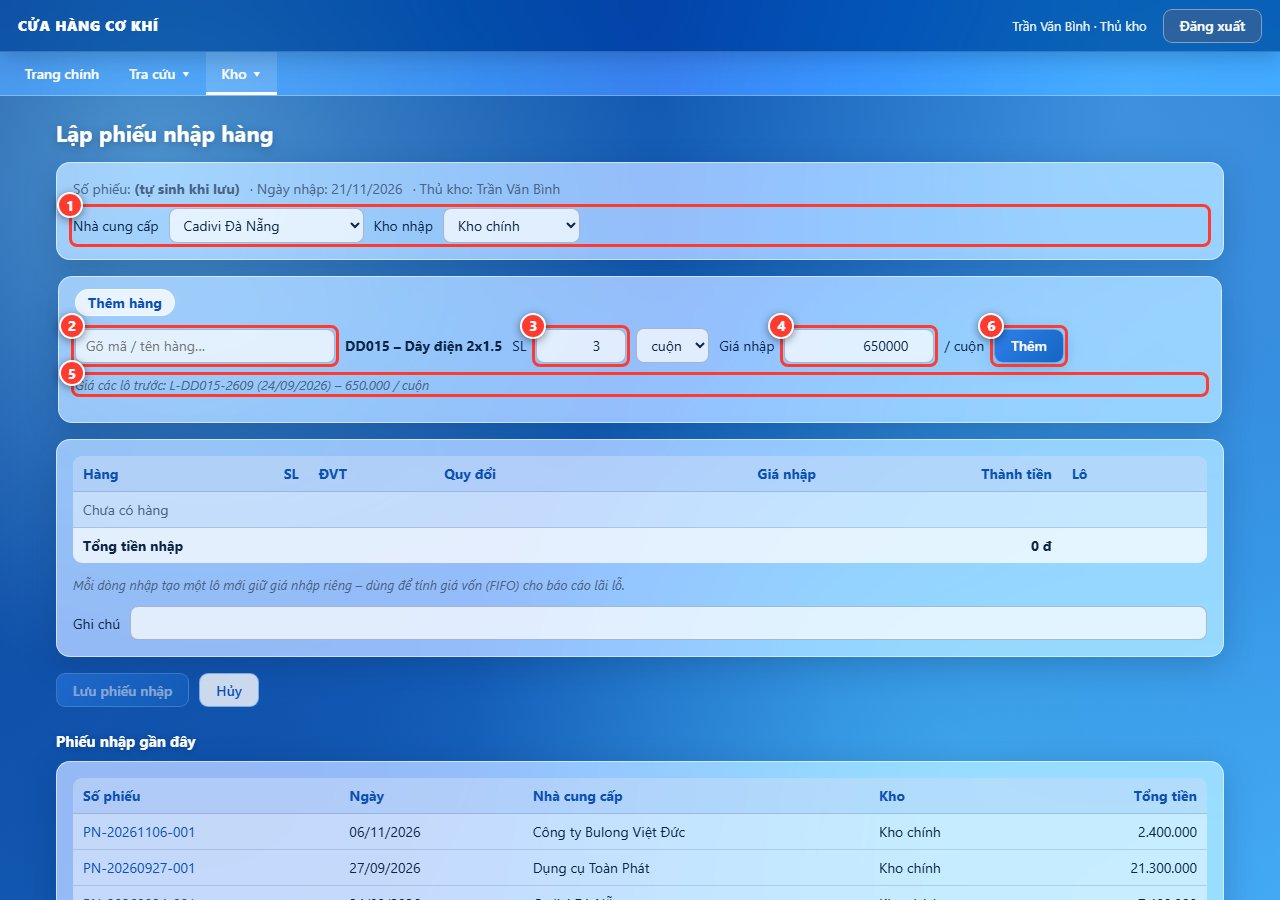 CỬA HÀNG CƠ KHÍ
Trần Văn Bình · Thủ kho
Đăng xuất
Trang chính
Tra cứu ▾
Kho ▾
Lập phiếu nhập hàng
Số phiếu: (tự sinh khi lưu) · Ngày nhập: 21/11/2026 · Thủ kho: Trần Văn Bình
1
Nhà cung cấp Cadivi Đà Nẵng Kho nhập Kho chính
Thêm hàng
2 3 4 6
Gõ mã / tên hàng... DD015 – Dây điện 2x1.5 SL 3 cuộn Giá nhập 650000 / cuộn Thêm
5
Giá các lô trước: L-DD015-2609 (24/09/2026) – 650.000 / cuộn
Hàng SL ĐVT Quy đổi Giá nhập Thành tiền Lô
Chưa có hàng
Tổng tiền nhập 0 đ
Mỗi dòng nhập tạo một lô mới giữ giá nhập riêng – dùng để tính giá vốn (FIFO) cho báo cáo lãi lỗ.
Ghi chú
Lưu phiếu nhập Hủy
Phiếu nhập gần đây
Số phiếu Ngày Nhà cung cấp Kho Tổng tiền
PN-20261106-001 06/11/2026 Công ty Bulong Việt Đức Kho chính 2.400.000
PN-20260927-001 27/09/2026 Dụng cụ Toàn Phát Kho chính 21.300.000